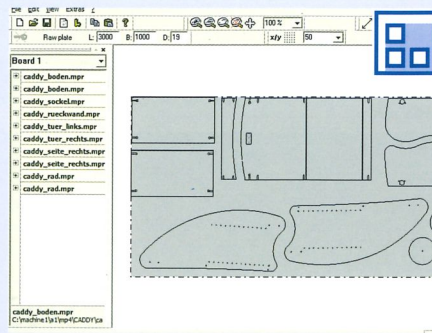 File Edit View Extras ?
100 %
Raw plate L: 3000 B: 1000 D: 19 x/y 50
Board 1
caddy_boden.mpr
caddy_boden.mpr
caddy_sockel.mpr
caddy_rueckwand.mpr
caddy_tuer_links.mpr
caddy_tuer_rechts.mpr
caddy_seite_rechts.mpr
caddy_seite_rechts.mpr
caddy_rad.mpr
caddy_rad.mpr
caddy_boden.mpr
C:\machine1\a1\mp4\CADDY\ca